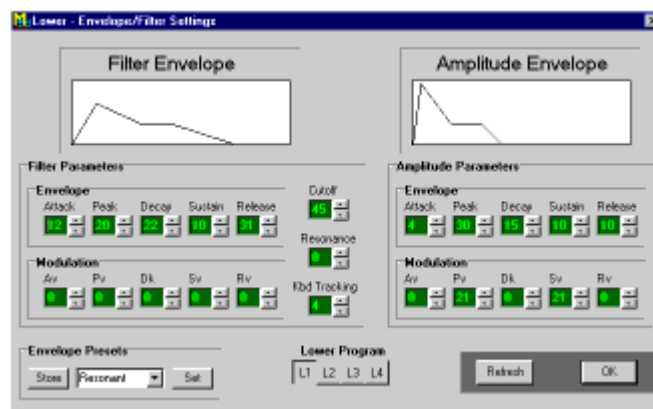 Lower - Envelope/Filter Settings
Filter Envelope
Amplitude Envelope
Filter Parameters
Envelope
Attack Peak Decay Sustain Release
12 20 22 10 31
Cutoff
45
Resonance
0
Modulation
Av Pv Dk Sv Rv
0 0 0 0 0
Kbd Tracking
4
Amplitude Parameters
Envelope
Attack Peak Decay Sustain Release
4 30 15 10 10
Modulation
Av Pv Dk Sv Rv
0 21 0 21 0
Envelope Presets
Store Resonant Set
Lower Program
L1 L2 L3 L4
Refresh OK